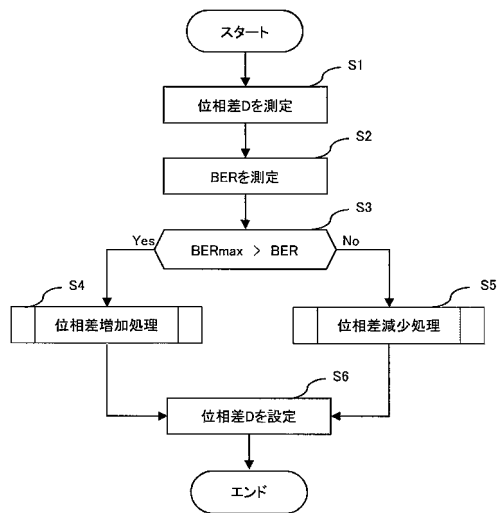 スタート
S1
位相差Dを測定
S2
BERを測定
S3
Yes
BERmax > BER
No
S4
位相差増加処理
S5
位相差減少処理
S6
位相差Dを設定
エンド